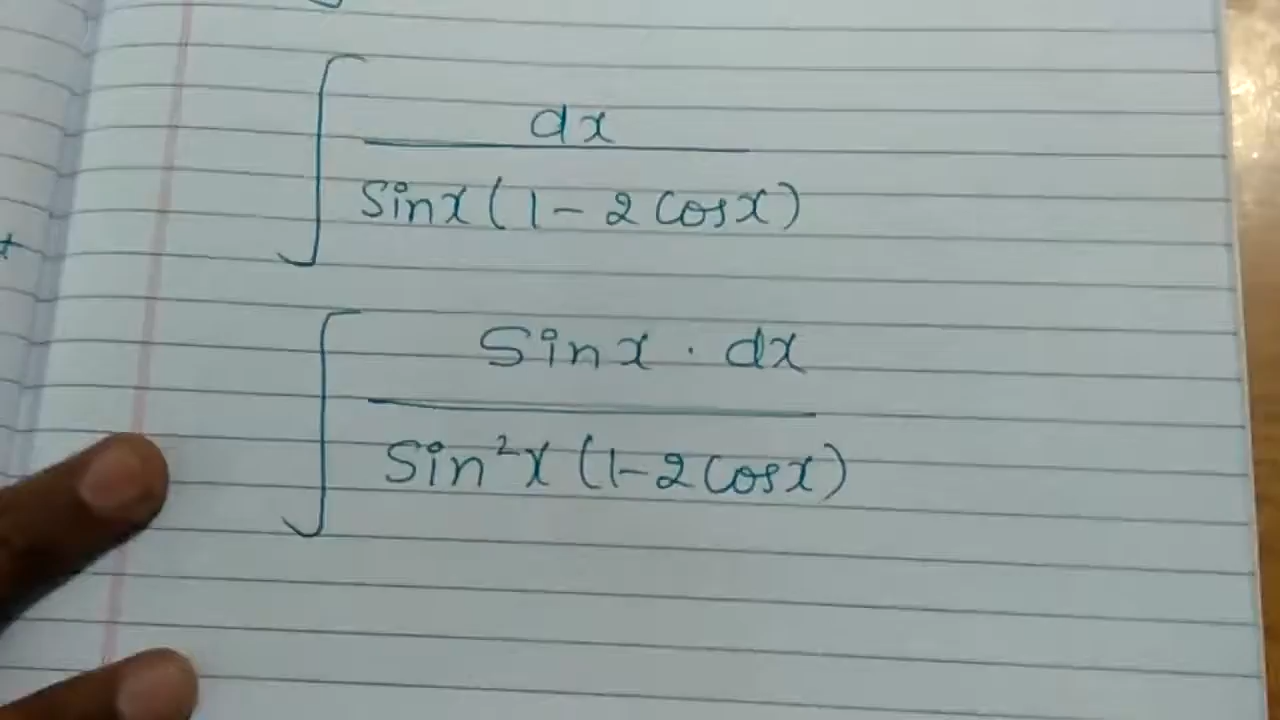 ∫ dx
sinx(1-2cosx)
∫ sinx · dx
sin²x(1-2cosx)